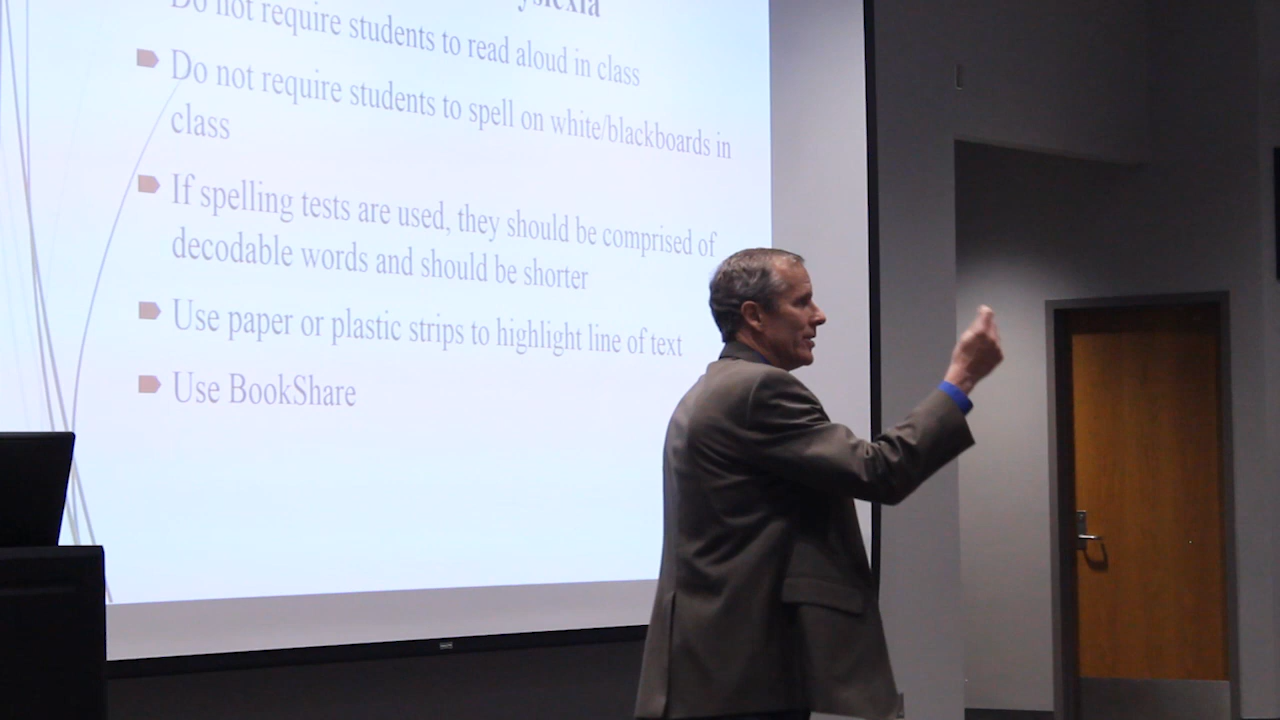 Do not require students to read aloud in class
Do not require students to spell on white/blackboards in
class
If spelling tests are used, they should be comprised of
decodable words and should be shorter
Use paper or plastic strips to highlight line of text
Use BookShare